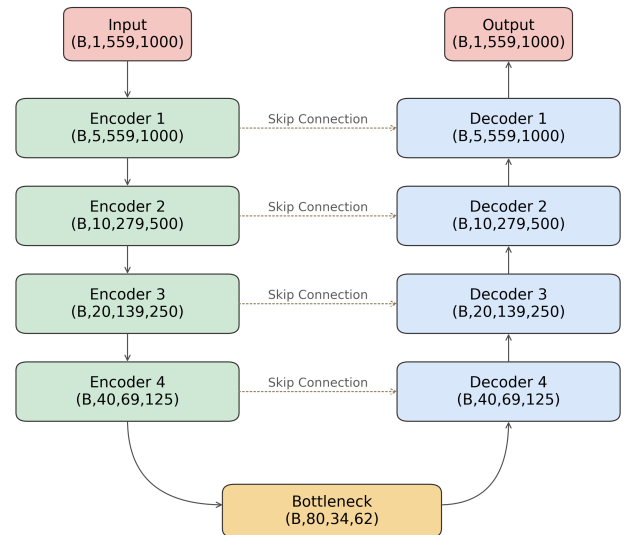 Input
(B,1,559,1000)
Output
(B,1,559,1000)
Encoder 1
(B,5,559,1000)
Skip Connection
Decoder 1
(B,5,559,1000)
Encoder 2
(B,10,279,500)
Skip Connection
Decoder 2
(B,10,279,500)
Encoder 3
(B,20,139,250)
Skip Connection
Decoder 3
(B,20,139,250)
Encoder 4
(B,40,69,125)
Skip Connection
Decoder 4
(B,40,69,125)
Bottleneck
(B,80,34,62)